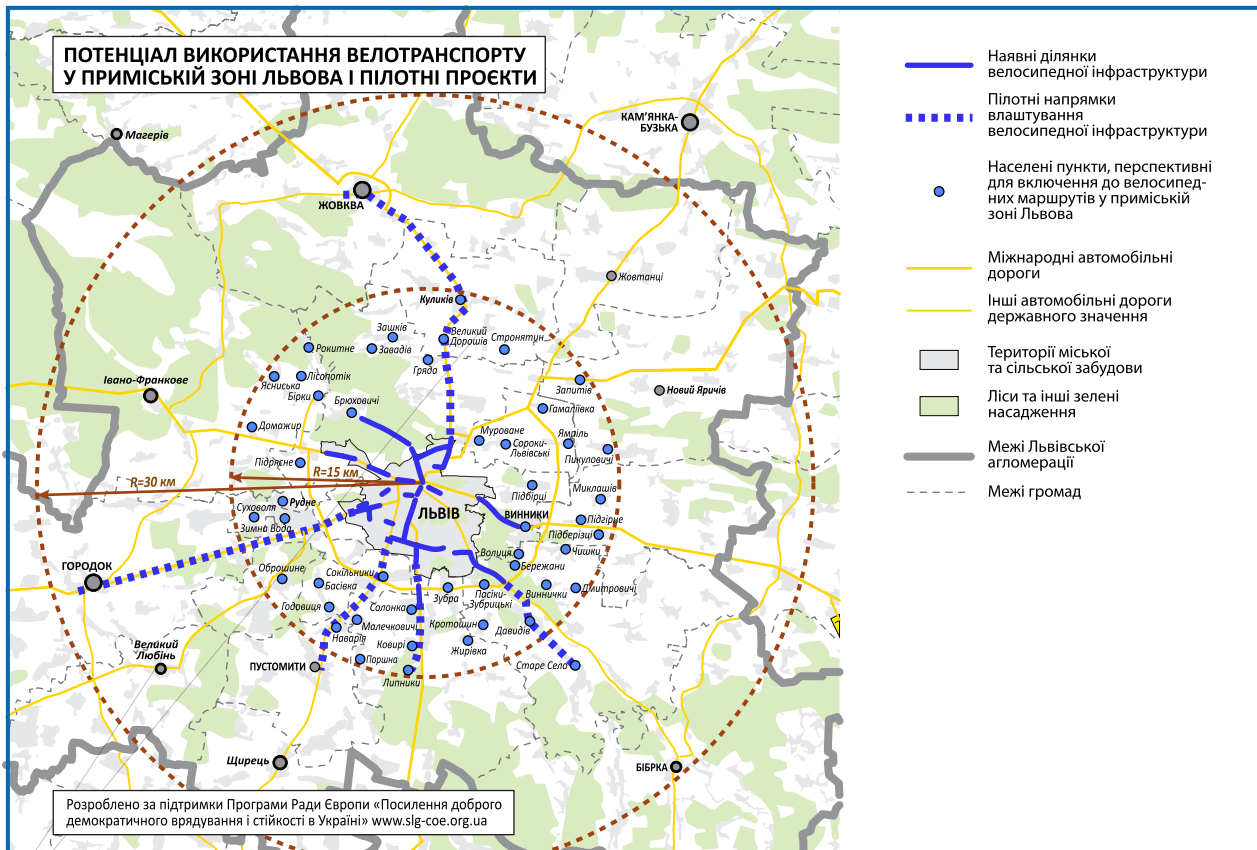 ПОТЕНЦІАЛ ВИКОРИСТАННЯ ВЕЛОТРАНСПОРТУ
У ПРИМІСЬКІЙ ЗОНІ ЛЬВОВА І ПІЛОТНІ ПРОЄКТИ
Магерів
КАМ’ЯНКА-
БУЗЬКА
ЖОВКВА
Жовтанці
Куликів
Зашків
Великий
Дорошів
Рокитне
Завадів
Стронятин
Гряда
Івано-Франкове
Ясниська
Лісопотік
Запитів
Новий Яричів
Бірки
Брюховичі
Гамаліївка
Домажир
Муроване
Ямпіль
Сороки-
Львівські
Пикуловичі
Підрясне
R=15 км
R=30 км
Миклашів
Підбірці
Рудне
Суховоля
ЛЬВІВ
ВИННИКИ
Підгірне
Зимна Вода
Підберізці
Чишки
Волиця
Бережани
ГОРОДОК
Оброшине
Сокільники
Басівка
Зубра
Пасіки-
Зубрицькі
Виннички
Дмитровичі
Годовиця
Солонка
Малечковичі
Кротошин
Давидів
Наварія
Великий
Любінь
Ковирі
Жирівка
ПУСТОМИТИ
Поршна
Старе Село
Липники
Щирець
БІБРКА
Розроблено за підтримки Програми Ради Європи «Посилення доброго
демократичного врядування і стійкості в Україні» www.slg-coe.org.ua
Наявні ділянки
велосипедної інфраструктури
Пілотні напрямки
влаштування
велосипедної інфраструктури
Населені пункти, перспективні
для включення до велосипед-
них маршрутів у приміській
зоні Львова
Міжнародні автомобільні
дороги
Інші автомобільні дороги
державного значення
Території міської
та сільської забудови
Ліси та інші зелені
насадження
Межі Львівської
агломерації
Межі громад